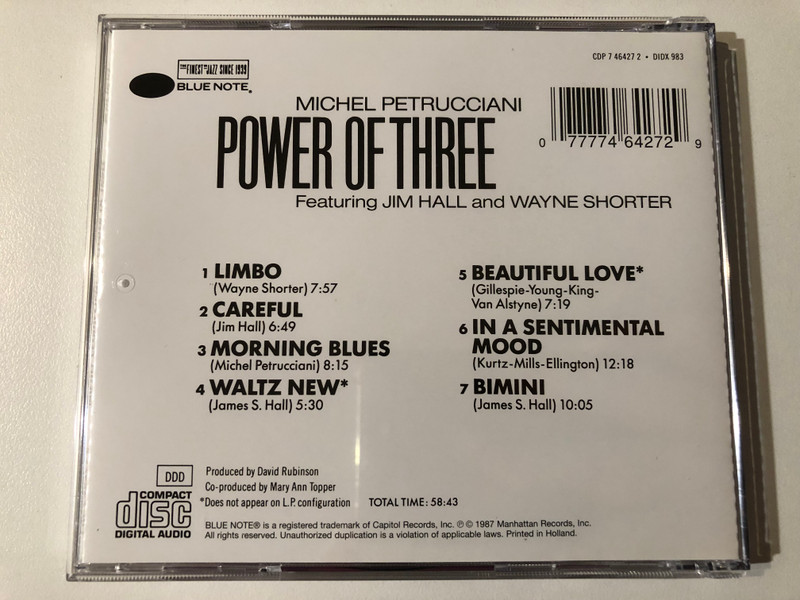 THE FINEST IN JAZZ SINCE 1939
BLUE NOTE®
CDP 7 46427 2 • DIDX 983
MICHEL PETRUCCIANI
POWER OF THREE
Featuring JIM HALL and WAYNE SHORTER
0 77774 64272 9
1 LIMBO
(Wayne Shorter) 7:57
2 CAREFUL
(Jim Hall) 6:49
3 MORNING BLUES
(Michel Petrucciani) 8:15
4 WALTZ NEW*
(James S. Hall) 5:30
5 BEAUTIFUL LOVE*
(Gillespie-Young-King-
Van Alstyne) 7:19
6 IN A SENTIMENTAL
MOOD
(Kurtz-Mills-Ellington) 12:18
7 BIMINI
(James S. Hall) 10:05
DDD
COMPACT
disc
DIGITAL AUDIO
Produced by David Rubinson
Co-produced by Mary Ann Topper
*Does not appear on L.P. configuration TOTAL TIME: 58:43
BLUE NOTE® is a registered trademark of Capitol Records, Inc. ℗ © 1987 Manhattan Records, Inc.
All rights reserved. Unauthorized duplication is a violation of applicable laws. Printed in Holland.